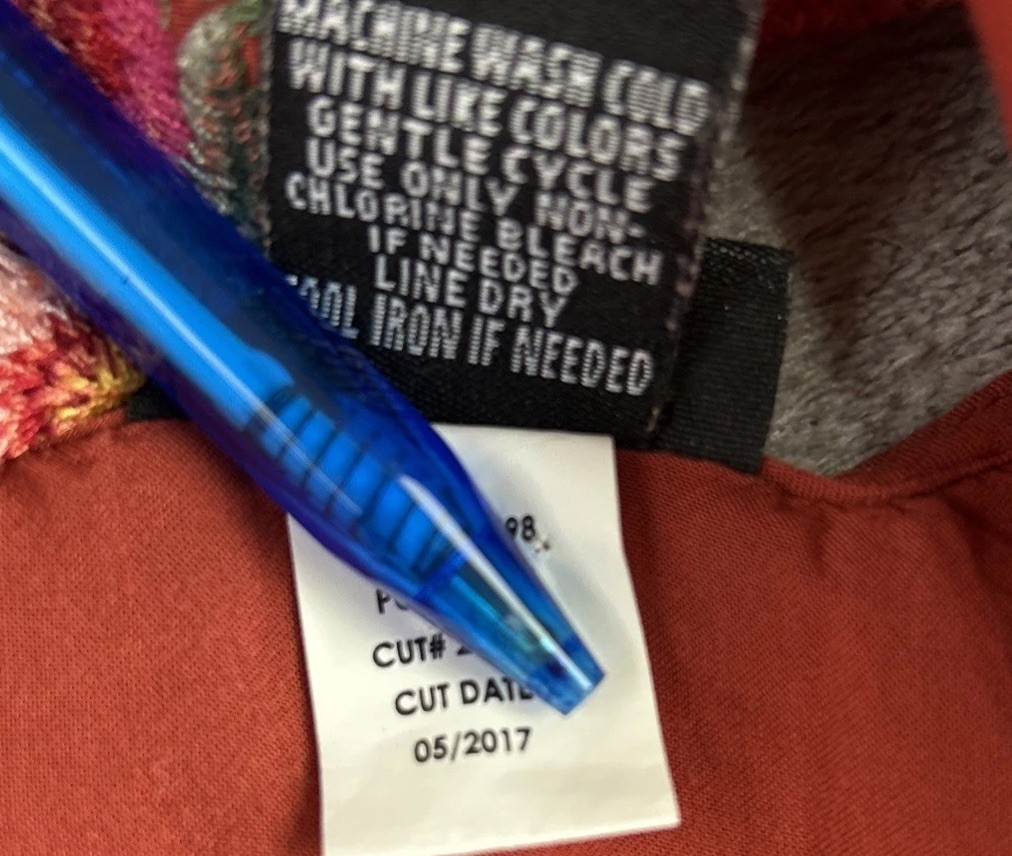 MACHINE WASH COLD
WITH LIKE COLORS
GENTLE CYCLE
USE ONLY NON-
CHLORINE BLEACH
IF NEEDED
LINE DRY
IRON IF NEEDED
98
CUT#
CUT DATE
05/2017